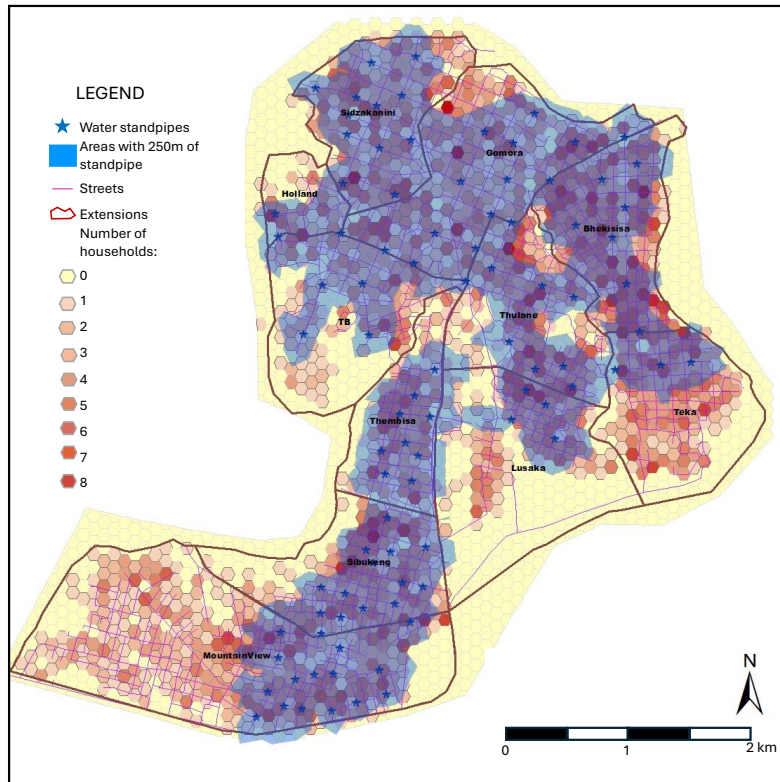 LEGEND
Water standpipes
Areas with 250m of
standpipe
Streets
Extensions
Number of
households:
0
1
2
3
4
5
6
7
8
Sidzakanini
Gomora
Holland
Bhekisisa
TB
Thulane
Thembisa
Teka
Lusaka
Sibukeng
MountainView
N
0
1
2 km